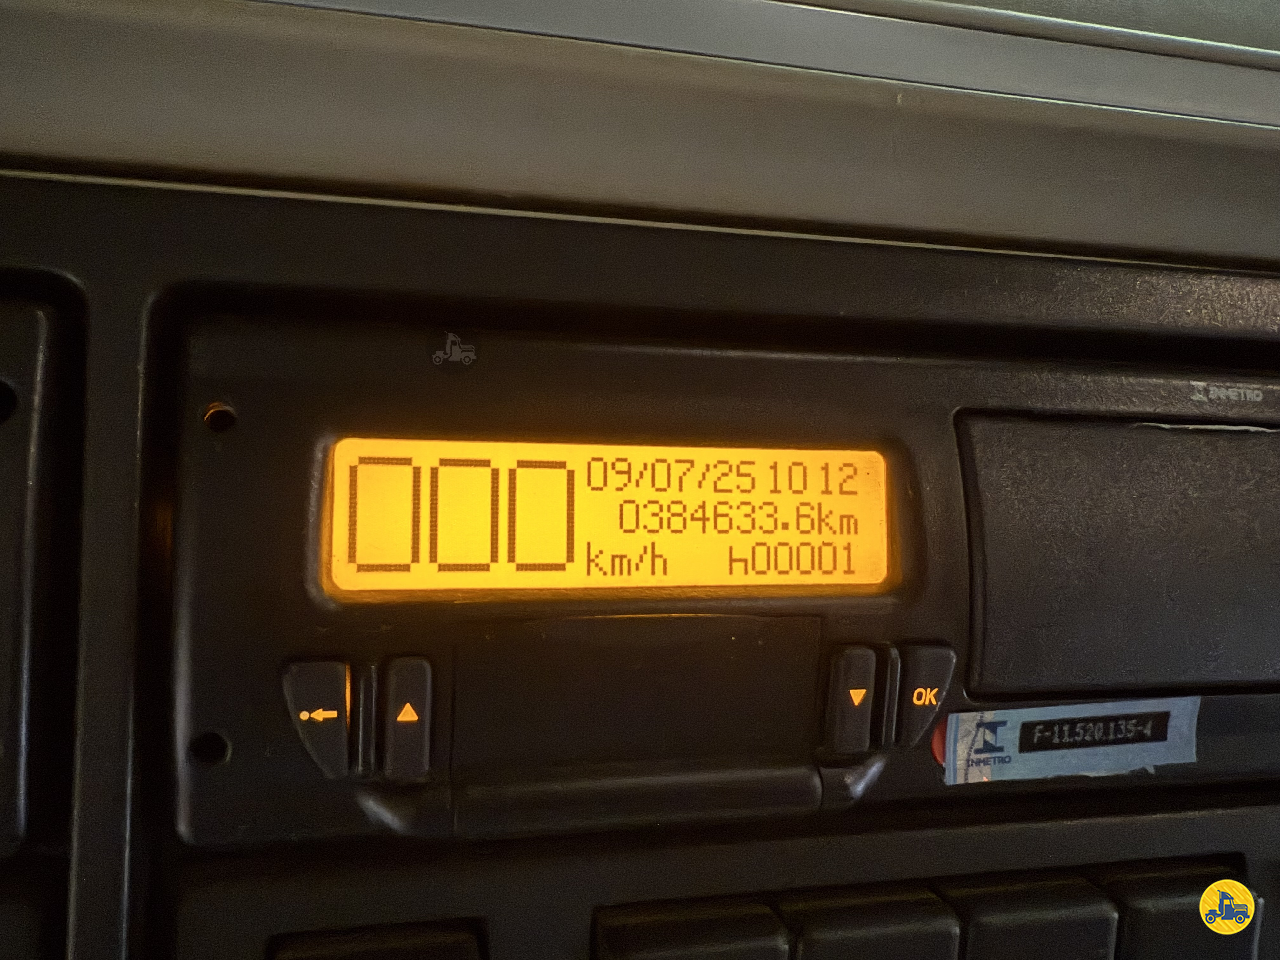 INMETRO
000 km/h
09/07/25 10 12
0384633.6km
h00001
OK
INMETRO
F-11.520.135-4